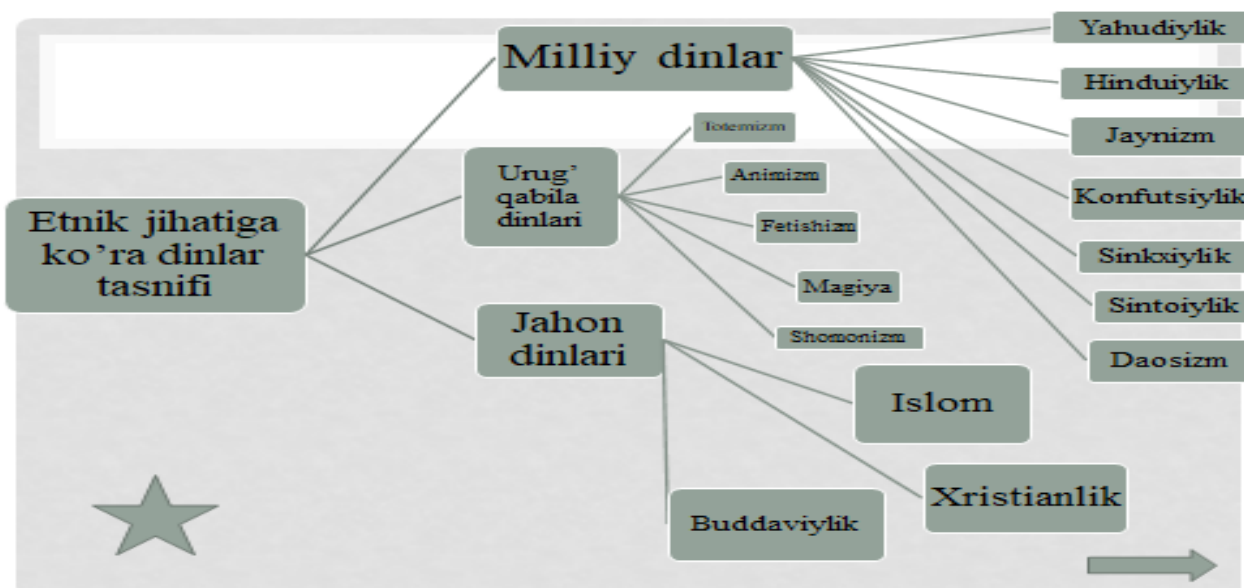 Etnik jihatiga
ko’ra dinlar
tasnifi
Milliy dinlar
Yahudiylik
Hinduiylik
Jaynizm
Konfutsiylik
Sinkxiylik
Sintoiylik
Daosizm
Urug’
qabila
dinlari
Totemizm
Animizm
Fetishizm
Magiya
Shomonizm
Jahon
dinlari
Islom
Xristianlik
Buddaviylik